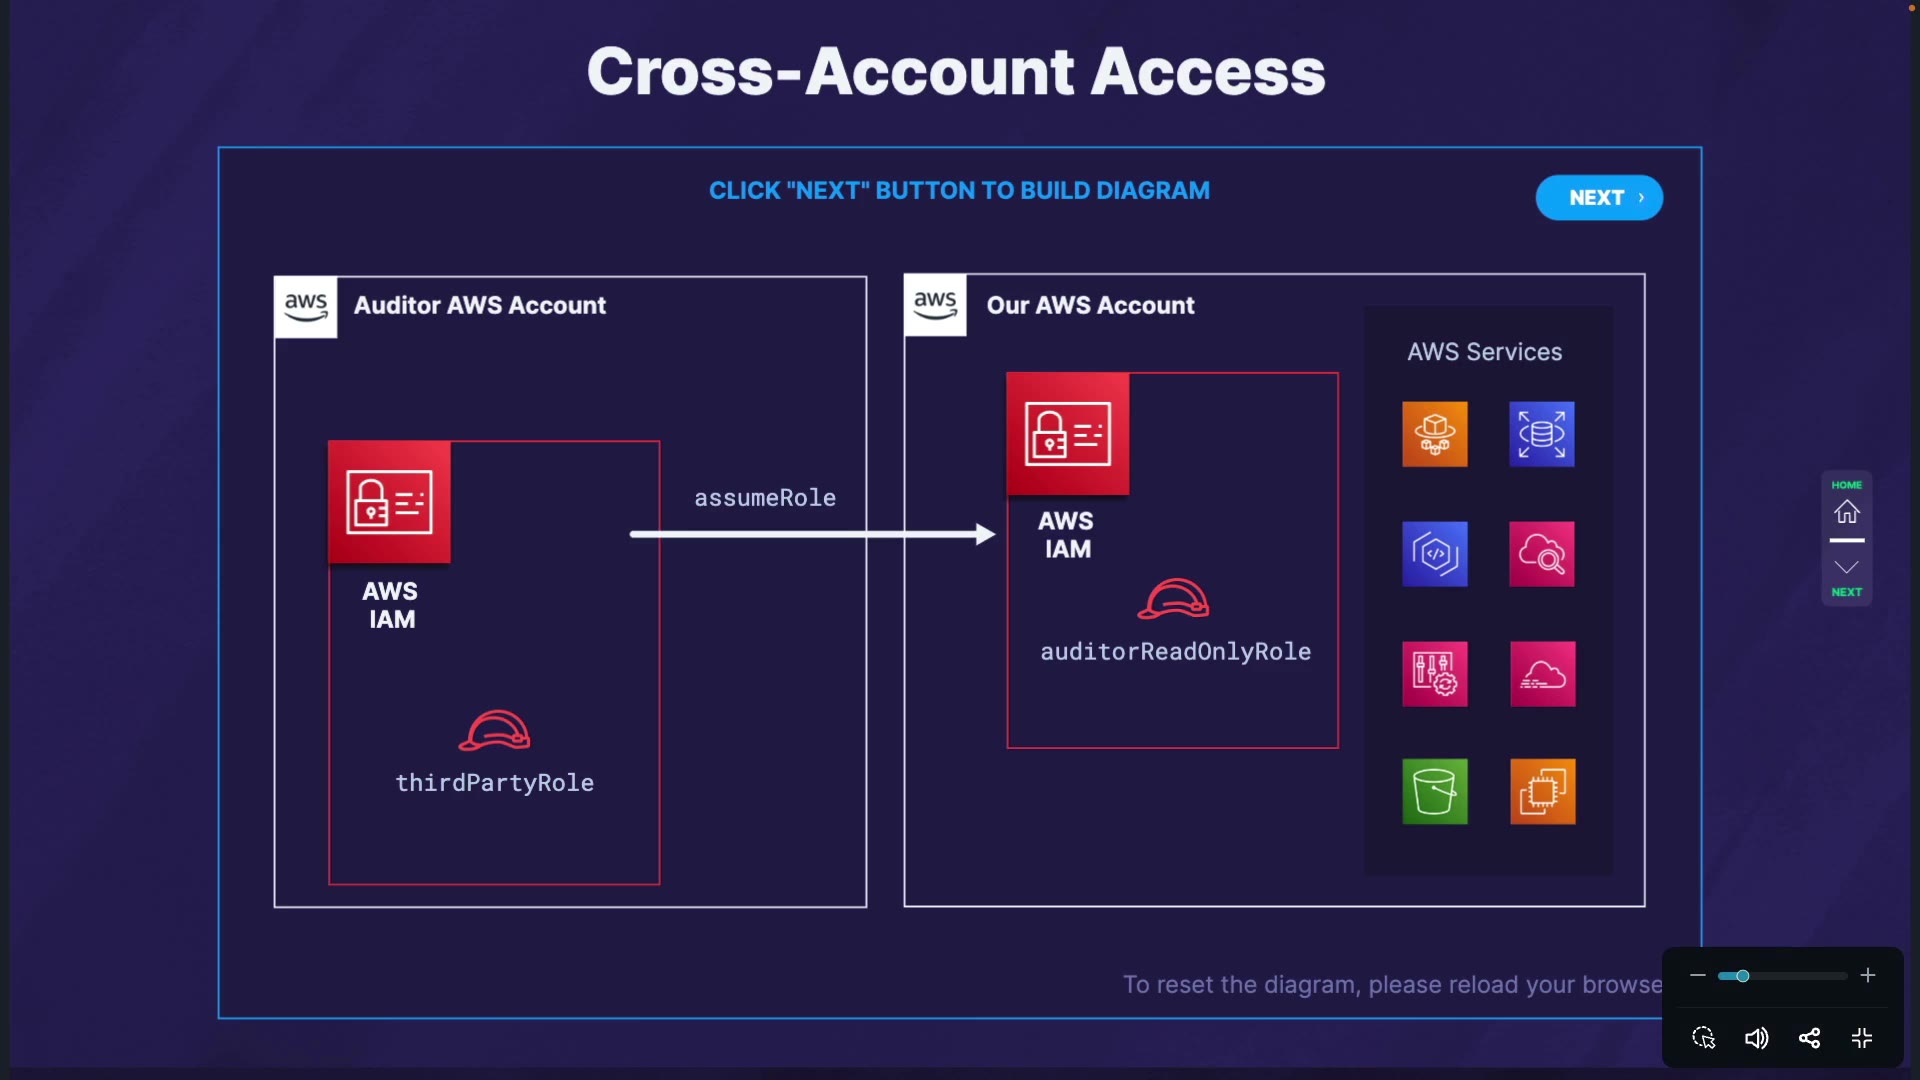 Cross-Account Access
CLICK "NEXT" BUTTON TO BUILD DIAGRAM
NEXT ›
aws
Auditor AWS Account
AWS
IAM
thirdPartyRole
assumeRole
aws
Our AWS Account
AWS
IAM
auditorReadOnlyRole
AWS Services
HOME
NEXT
To reset the diagram, please reload your browse